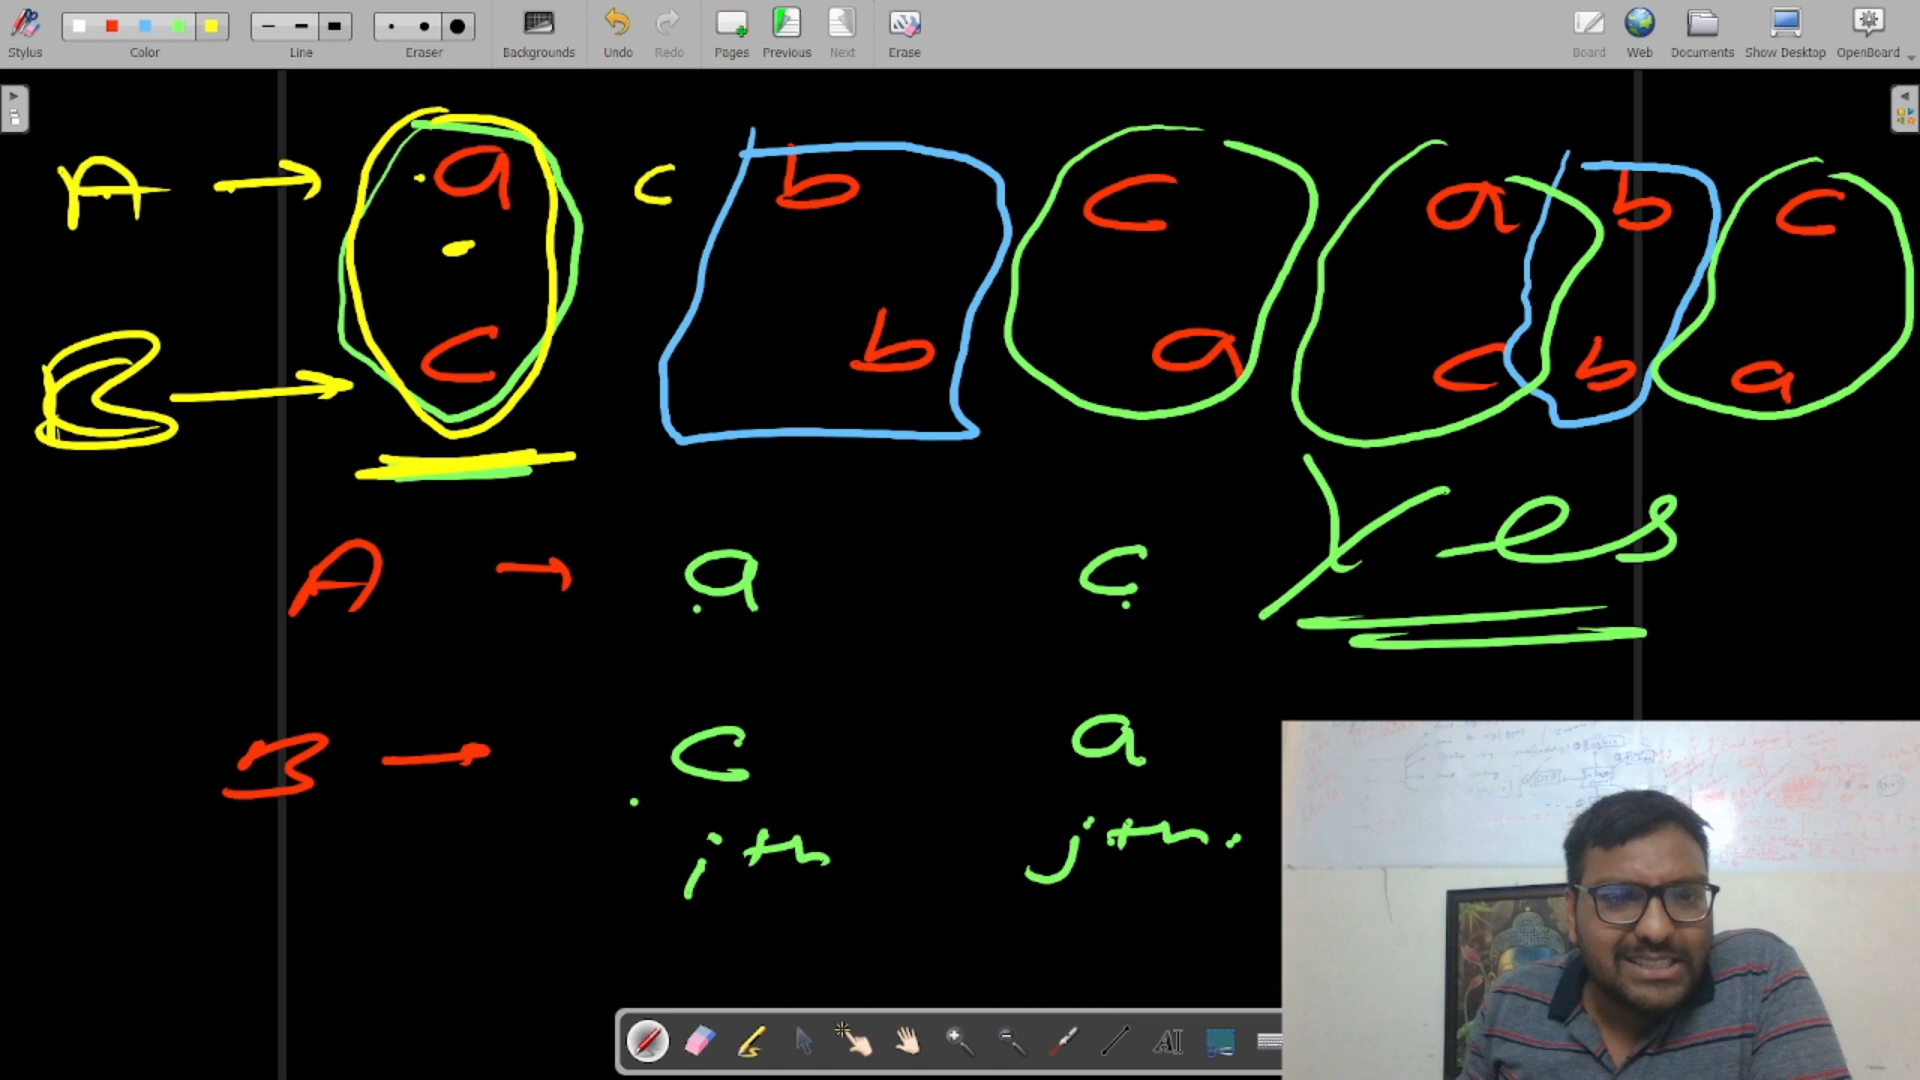 Stylus Color Line Eraser Backgrounds Undo Redo Pages Previous Next Erase Board Web Documents Show Desktop OpenBoard
A → a c b c a b c
B → c b a c b a
Yes
A → a c
B → c a
ith jth